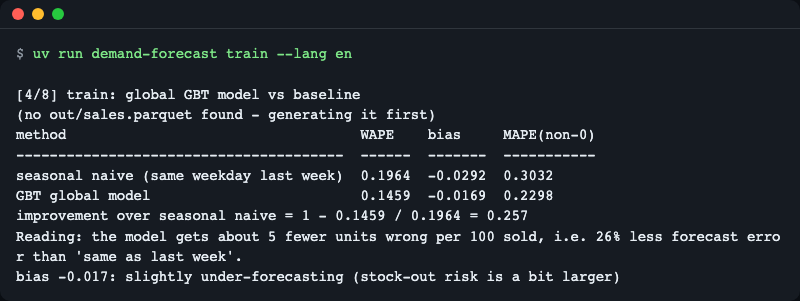 $ uv run demand-forecast train --lang en
[4/8] train: global GBT model vs baseline
(no out/sales.parquet found - generating it first)
method                                   WAPE    bias     MAPE(non-0)
---------------------------------------  ------  -------  -----------
seasonal naive (same weekday last week)  0.1964  -0.0292  0.3032
GBT global model                         0.1459  -0.0169  0.2298
improvement over seasonal naive = 1 - 0.1459 / 0.1964 = 0.257
Reading: the model gets about 5 fewer units wrong per 100 sold, i.e. 26% less forecast erro
r than 'same as last week'.
bias -0.017: slightly under-forecasting (stock-out risk is a bit larger)